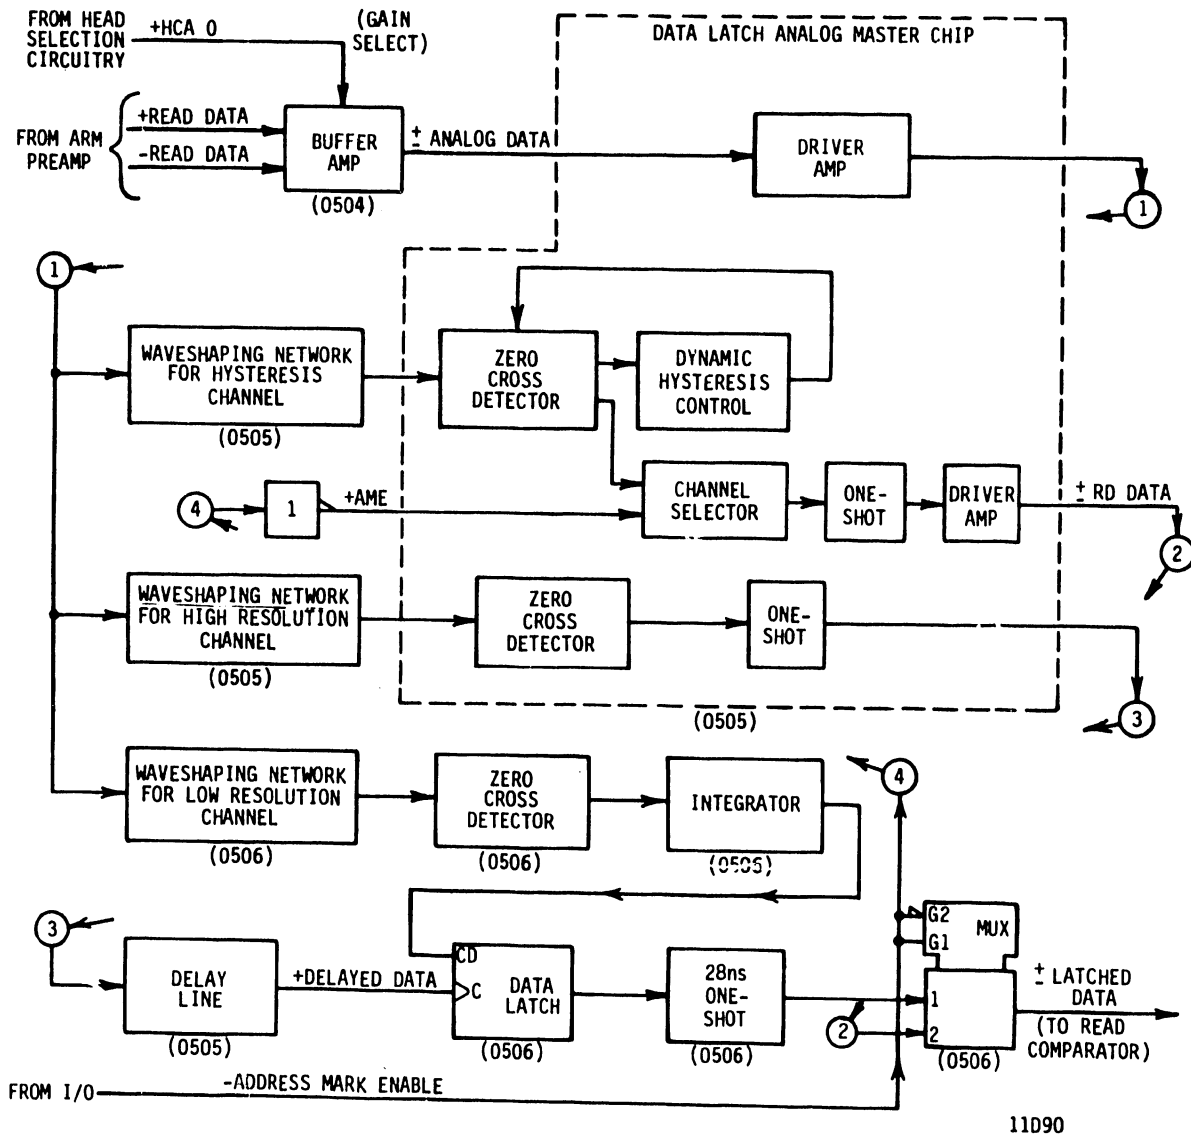 FROM HEAD
SELECTION
CIRCUITRY
+HCA 0
(GAIN
SELECT)
DATA LATCH ANALOG MASTER CHIP
FROM ARM
PREAMP
+READ DATA
-READ DATA
BUFFER
AMP
(0504)
± ANALOG DATA
DRIVER
AMP
1
1
WAVESHAPING NETWORK
FOR HYSTERESIS
CHANNEL
(0505)
ZERO
CROSS
DETECTOR
DYNAMIC
HYSTERESIS
CONTROL
4
1
+AME
CHANNEL
SELECTOR
ONE-
SHOT
DRIVER
AMP
± RD DATA
2
WAVESHAPING NETWORK
FOR HIGH RESOLUTION
CHANNEL
(0505)
ZERO
CROSS
DETECTOR
ONE-
SHOT
3
(0505)
WAVESHAPING NETWORK
FOR LOW RESOLUTION
CHANNEL
(0506)
ZERO
CROSS
DETECTOR
(0506)
INTEGRATOR
(0506)
4
3
DELAY
LINE
(0505)
+DELAYED DATA
CD
C
DATA
LATCH
(0506)
28ns
ONE-
SHOT
(0506)
2
G2
G1
MUX
1
2
(0506)
± LATCHED
DATA
(TO READ
COMPARATOR)
FROM I/O
-ADDRESS MARK ENABLE
11D90